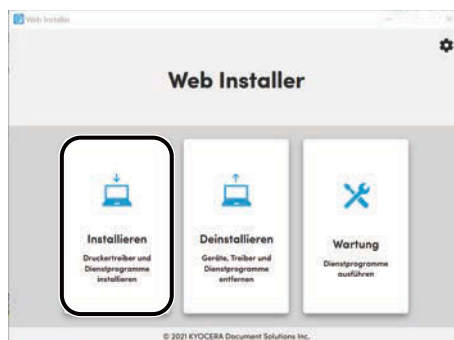 Web Installer
Web Installer
Installieren
Druckertreiber und
Dienstprogramme
installieren
Deinstallieren
Geräte, Treiber und
Dienstprogramme
entfernen
Wartung
Dienstprogramme
ausführen
© 2021 KYOCERA Document Solutions Inc.